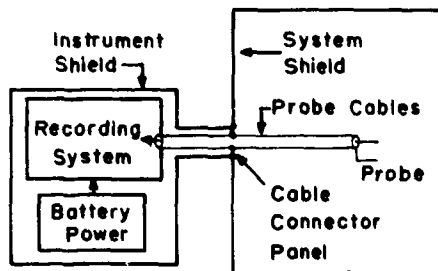 Instrument
Shield
System
Shield
Probe Cables
Recording
System
Probe
Battery
Power
Cable
Connector
Panel